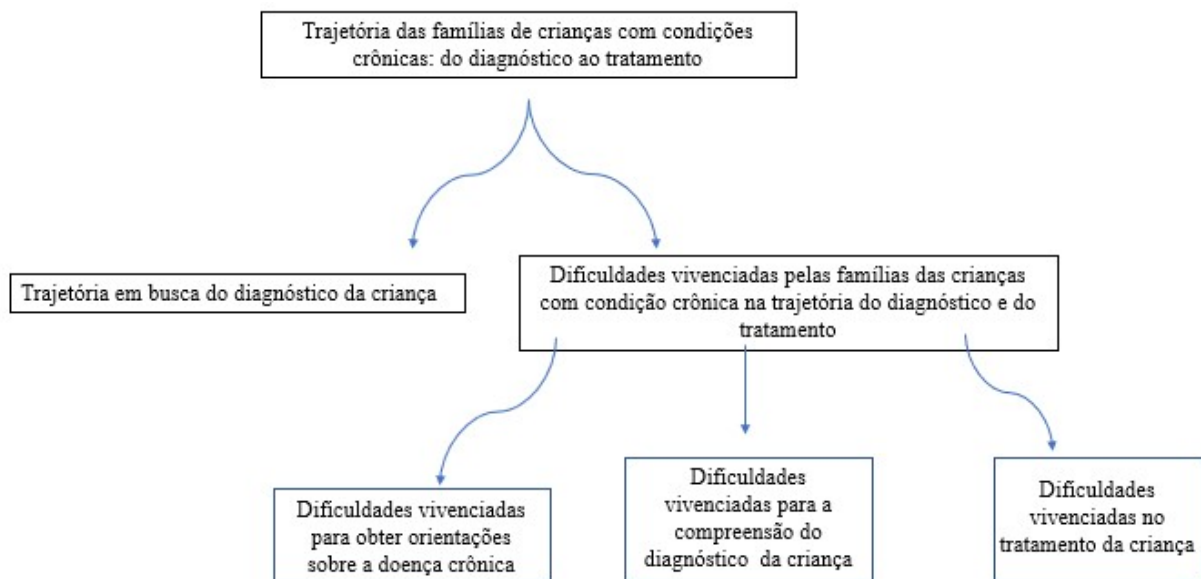 Trajetória das famílias de crianças com condições
crônicas: do diagnóstico ao tratamento
Trajetória em busca do diagnóstico da criança
Dificuldades vivenciadas pelas famílias das crianças
com condição crônica na trajetória do diagnóstico e do
tratamento
Dificuldades vivenciadas
para obter orientações
sobre a doença crônica
Dificuldades
vivenciadas para a
compreensão do
diagnóstico da criança
Dificuldades
vivenciadas no
tratamento da criança